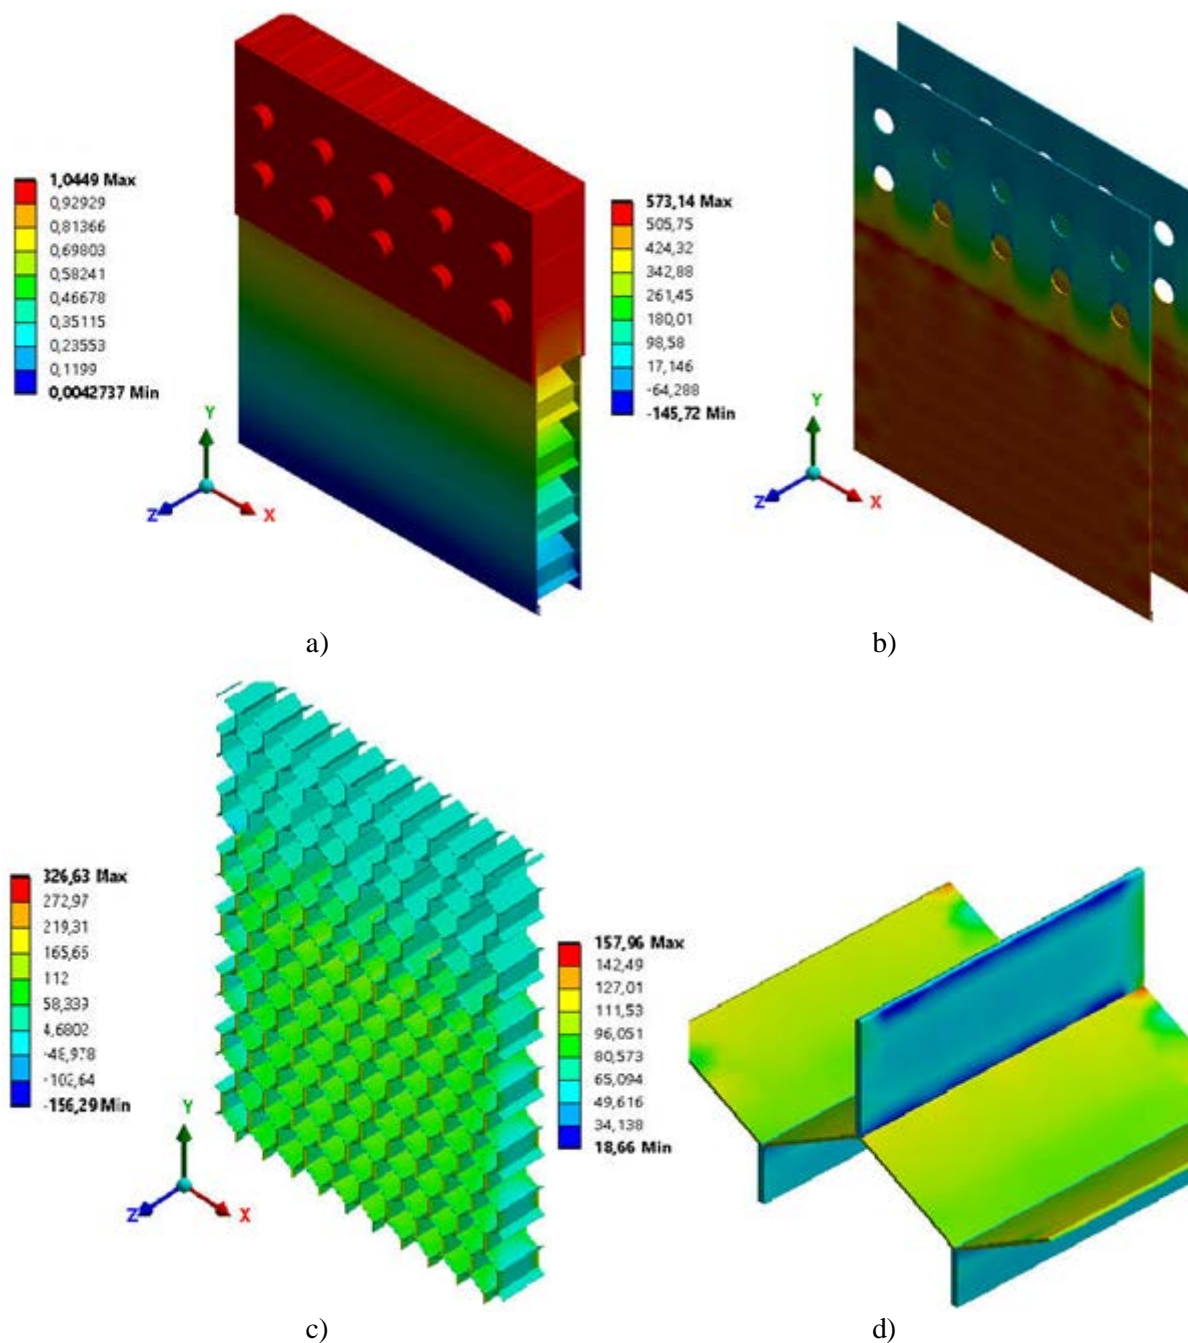 1,0449 Max
0,92929
0,81366
0,69803
0,58241
0,46678
0,35115
0,23553
0,1199
0,0042737 Min
Y
Z
X
a)
573,14 Max
505,75
424,32
342,88
261,45
180,01
98,58
17,146
-64,288
-145,72 Min
Y
Z
X
b)
326,63 Max
272,97
219,31
165,65
112
58,339
4,6802
-48,978
-102,64
-156,29 Min
Y
Z
X
c)
157,96 Max
142,49
127,01
111,53
96,051
80,573
65,094
49,616
34,138
18,66 Min
d)